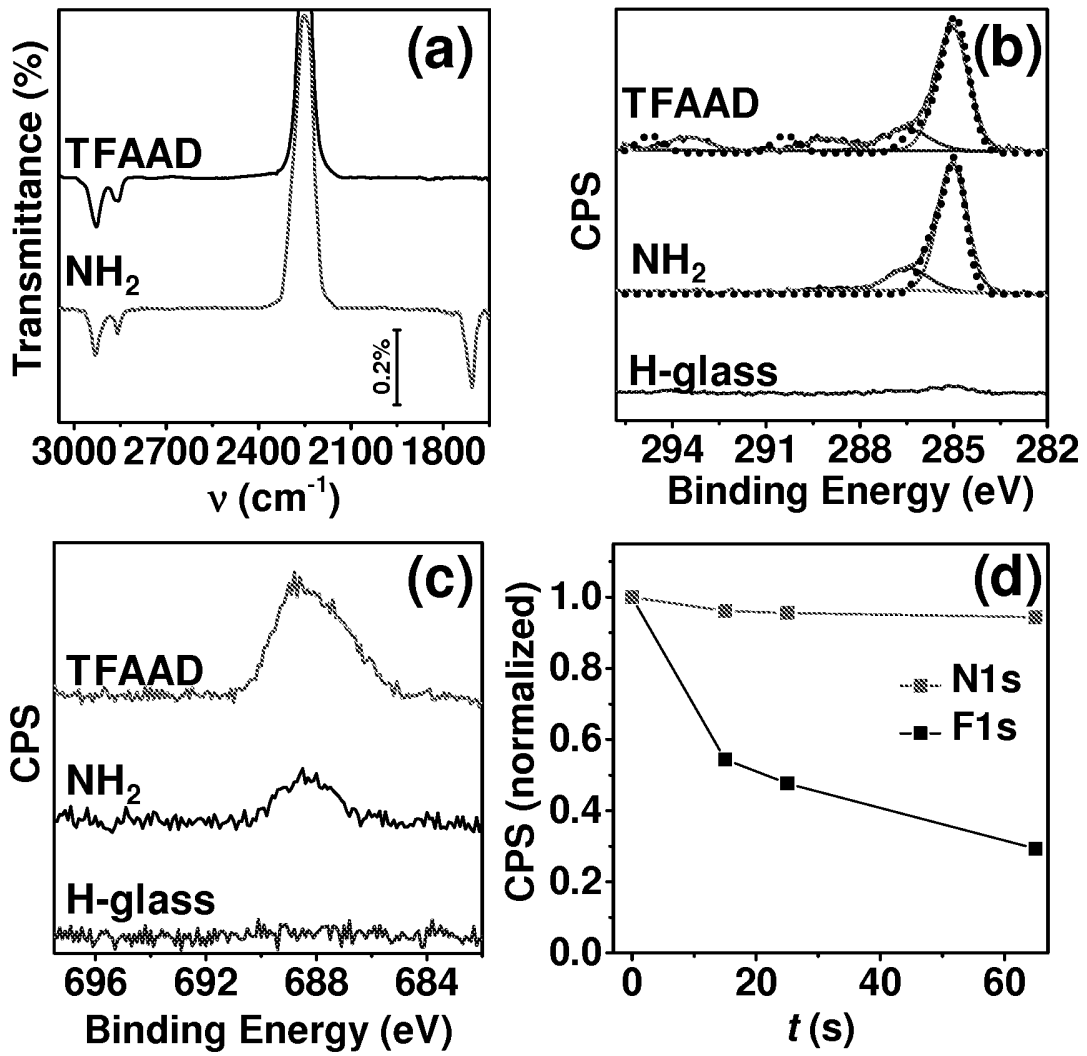 (a)
Transmittance (%)
TFAAD
NH2
0.2%
3000 2700 2400 2100 1800
ν (cm-1)
(b)
CPS
TFAAD
NH2
H-glass
294 291 288 285 282
Binding Energy (eV)
(c)
CPS
TFAAD
NH2
H-glass
696 692 688 684
Binding Energy (eV)
(d)
CPS (normalized)
1.0
0.8
0.6
0.4
0.2
0.0
N1s
F1s
0 20 40 60
t (s)